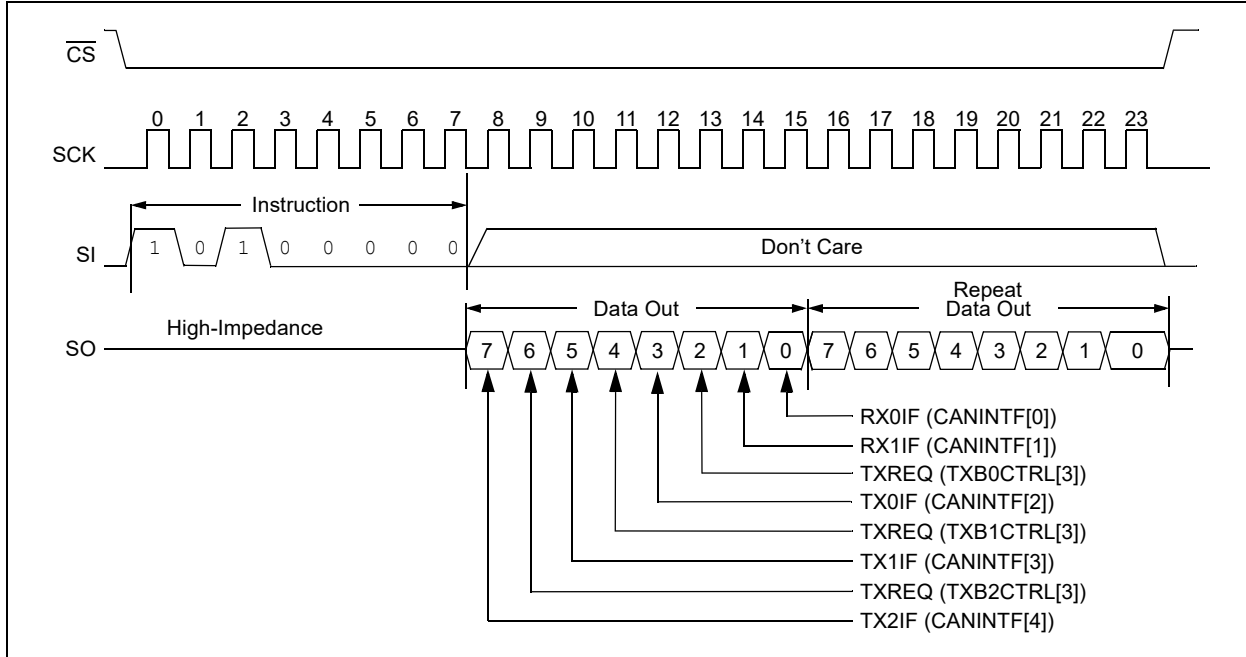 CS
0 1 2 3 4 5 6 7 8 9 10 11 12 13 14 15 16 17 18 19 20 21 22 23
SCK
Instruction
SI 1 0 1 0 0 0 0 0 Don't Care
Repeat
Data Out Data Out
High-Impedance
SO 7 6 5 4 3 2 1 0 7 6 5 4 3 2 1 0
RX0IF (CANINTF[0])
RX1IF (CANINTF[1])
TXREQ (TXB0CTRL[3])
TX0IF (CANINTF[2])
TXREQ (TXB1CTRL[3])
TX1IF (CANINTF[3])
TXREQ (TXB2CTRL[3])
TX2IF (CANINTF[4])